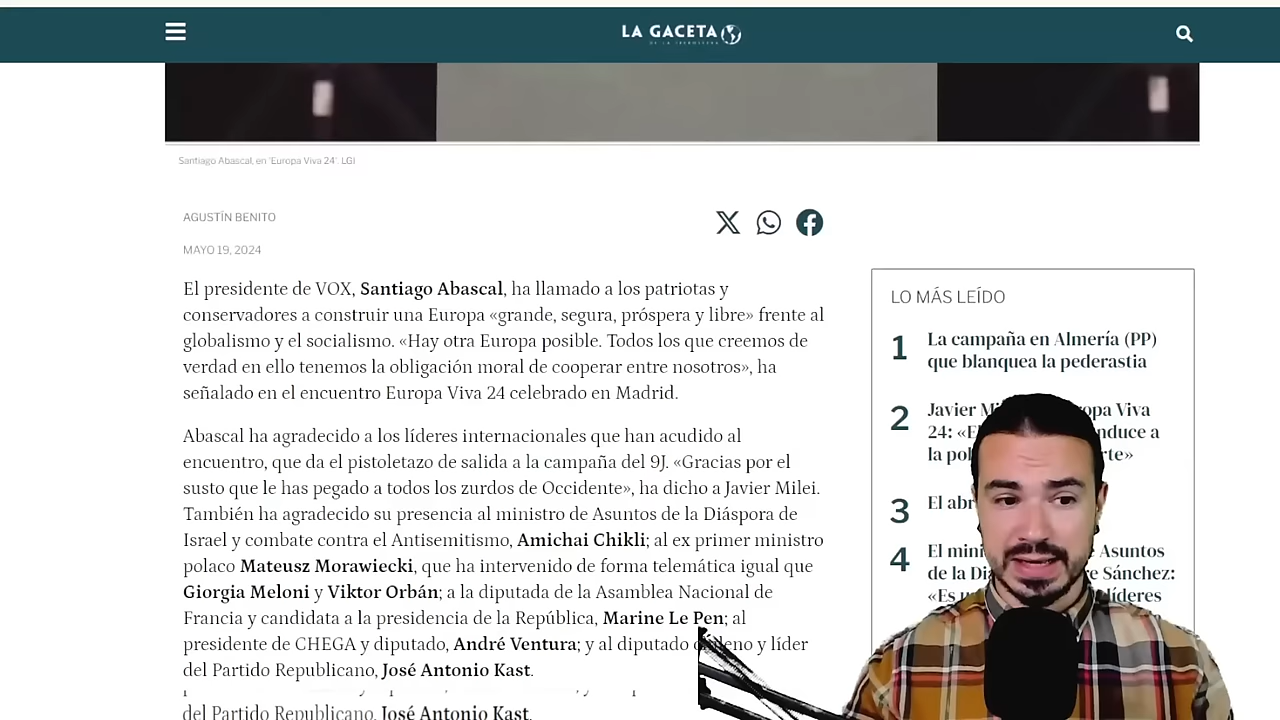 LA GACETA
DE LA IBEROSFERA
Santiago Abascal, en 'Europa Viva 24'. LGI
AGUSTÍN BENITO
MAYO 19, 2024
El presidente de VOX, Santiago Abascal, ha llamado a los patriotas y
conservadores a construir una Europa «grande, segura, próspera y libre» frente al
globalismo y el socialismo. «Hay otra Europa posible. Todos los que creemos de
verdad en ello tenemos la obligación moral de cooperar entre nosotros», ha
señalado en el encuentro Europa Viva 24 celebrado en Madrid.
Abascal ha agradecido a los líderes internacionales que han acudido al
encuentro, que da el pistoletazo de salida a la campaña del 9J. «Gracias por el
susto que le has pegado a todos los zurdos de Occidente», ha dicho a Javier Milei.
También ha agradecido su presencia al ministro de Asuntos de la Diáspora de
Israel y combate contra el Antisemitismo, Amichai Chikli; al ex primer ministro
polaco Mateusz Morawiecki, que ha intervenido de forma telemática igual que
Giorgia Meloni y Viktor Orbán; a la diputada de la Asamblea Nacional de
Francia y candidata a la presidencia de la República, Marine Le Pen; al
presidente de CHEGA y diputado, André Ventura; y al diputado chileno y líder
del Partido Republicano, José Antonio Kast.
del Partido Republicano, José Antonio Kast.
LO MÁS LEÍDO
1 La campaña en Almería (PP)
que blanquea la pederastia
2 Javier Viva
24: a
la
3 El
4 El Asuntos
de la Sánchez:
«Es líderes